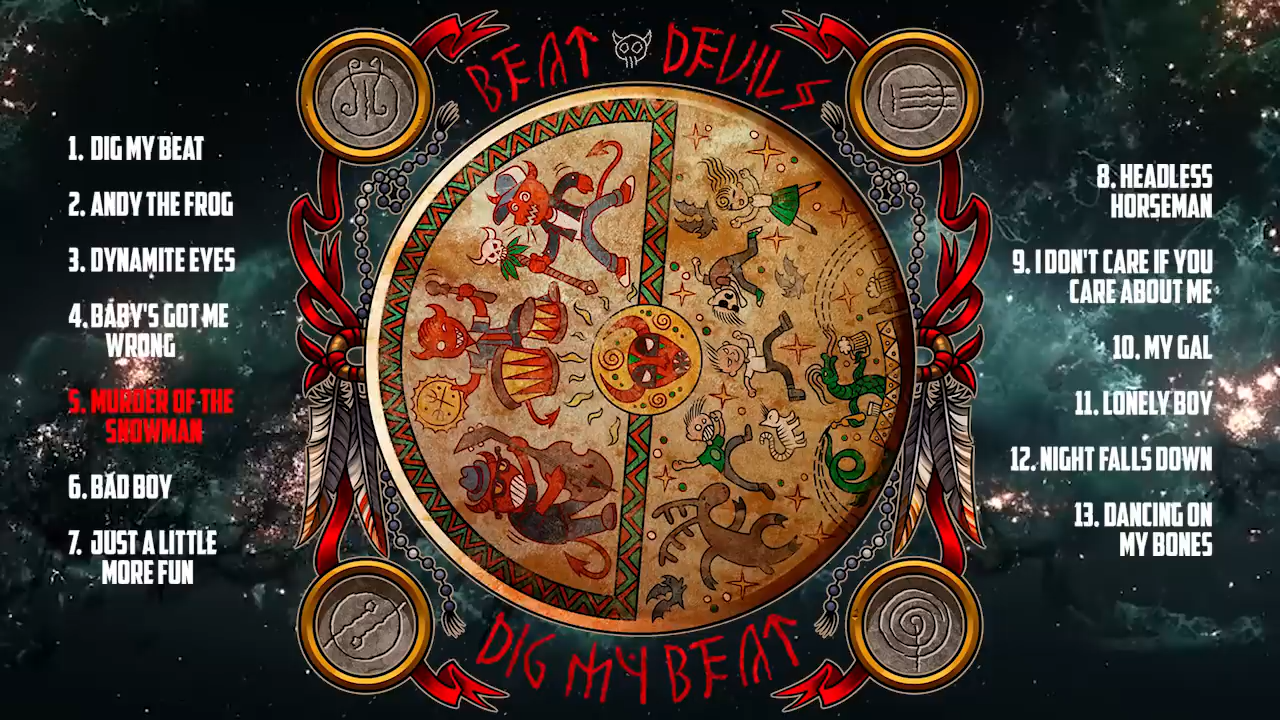 BEAT DEVILS
1. DIG MY BEAT
2. ANDY THE FROG
3. DYNAMITE EYES
4. BABY'S GOT ME
WRONG
5. MURDER OF THE
SNOWMAN
6. BAD BOY
7. JUST A LITTLE
MORE FUN
8. HEADLESS
HORSEMAN
9. I DON'T CARE IF YOU
CARE ABOUT ME
10. MY GAL
11. LONELY BOY
12. NIGHT FALLS DOWN
13. DANCING ON
MY BONES
DIG MY BEAT